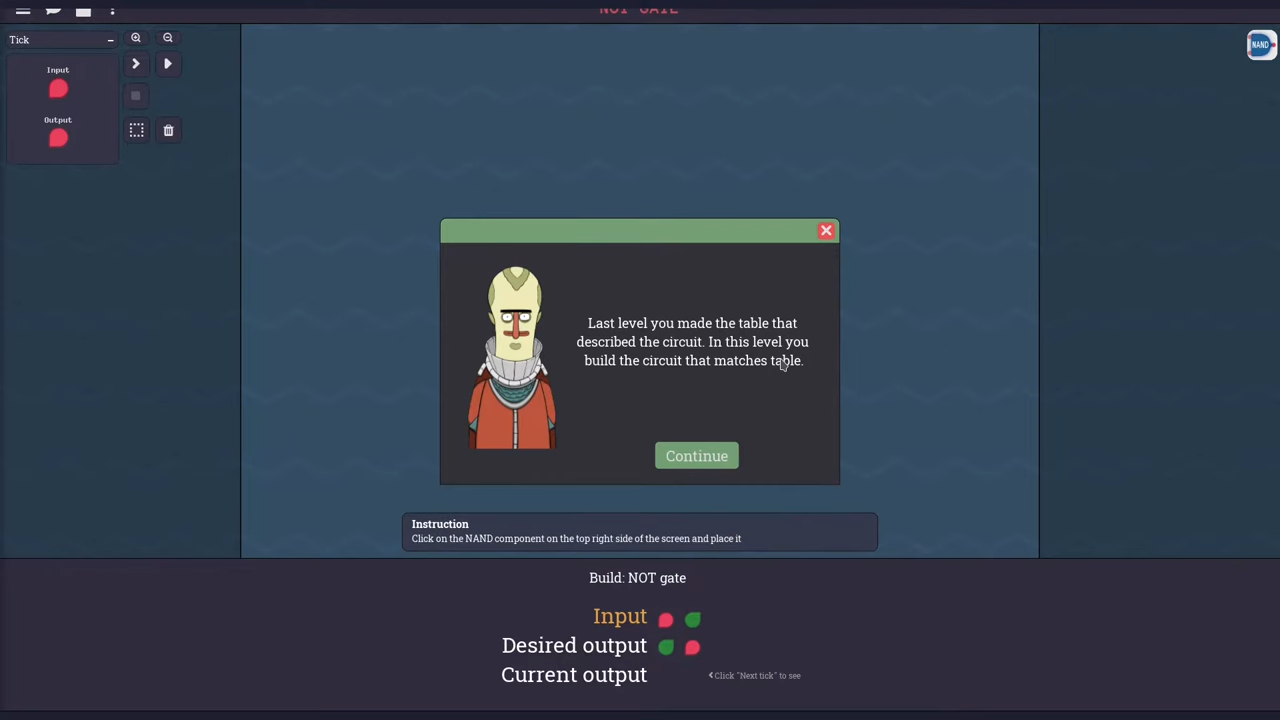 NOT GATE
Tick
NAND
Input
Output
Last level you made the table that
described the circuit. In this level you
build the circuit that matches table.
Continue
Instruction
Click on the NAND component on the top right side of the screen and place it
Build: NOT gate
Input
Desired output
Current output
Click "Next tick" to see